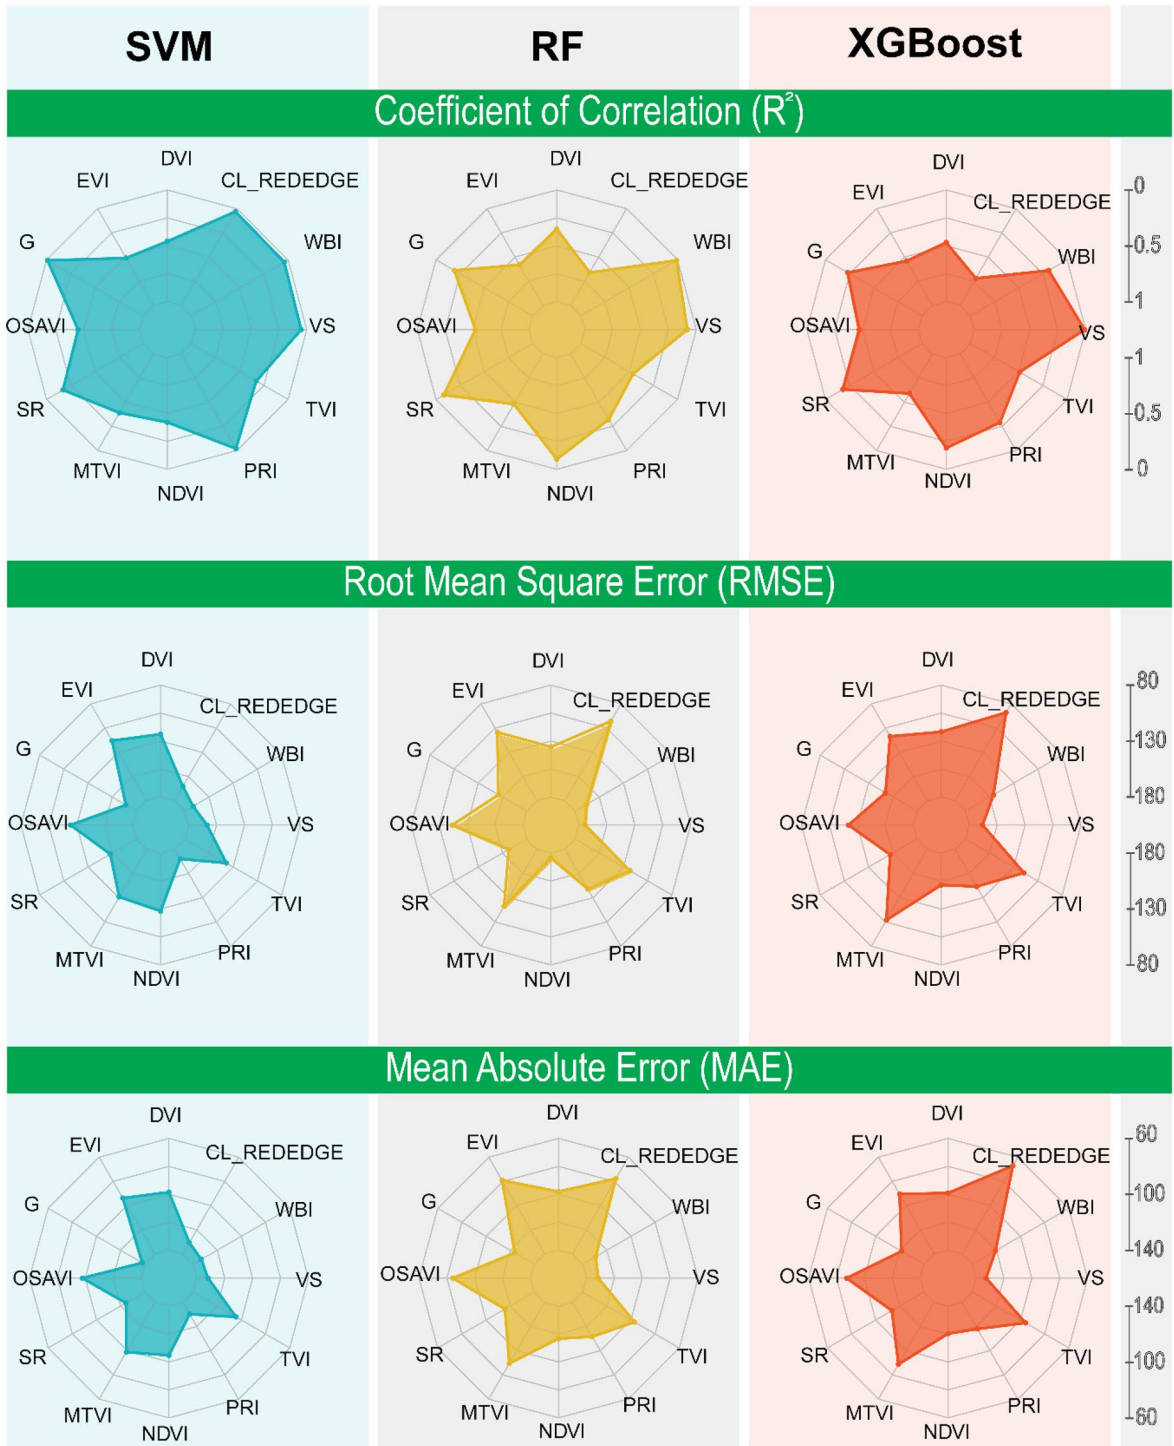 SVM
RF
XGBoost
Coefficient of Correlation (R²)
DVI
EVI
CL_REDEDGE
G
WBI
OSAVI
VS
SR
TVI
MTVI
PRI
NDVI
DVI
EVI
CL_REDEDGE
G
WBI
OSAVI
VS
SR
TVI
MTVI
PRI
NDVI
DVI
EVI
CL_REDEDGE
G
WBI
OSAVI
VS
SR
TVI
MTVI
PRI
NDVI
0
0.5
1
1
0.5
0
Root Mean Square Error (RMSE)
DVI
EVI
CL_REDEDGE
G
WBI
OSAVI
VS
SR
TVI
MTVI
PRI
NDVI
DVI
EVI
CL_REDEDGE
G
WBI
OSAVI
VS
SR
TVI
MTVI
PRI
NDVI
DVI
EVI
CL_REDEDGE
G
WBI
OSAVI
VS
SR
TVI
MTVI
PRI
NDVI
80
130
180
180
130
80
Mean Absolute Error (MAE)
DVI
EVI
CL_REDEDGE
G
WBI
OSAVI
VS
SR
TVI
MTVI
PRI
NDVI
DVI
EVI
CL_REDEDGE
G
WBI
OSAVI
VS
SR
TVI
MTVI
PRI
NDVI
DVI
EVI
CL_REDEDGE
G
WBI
OSAVI
VS
SR
TVI
MTVI
PRI
NDVI
60
100
140
140
100
60